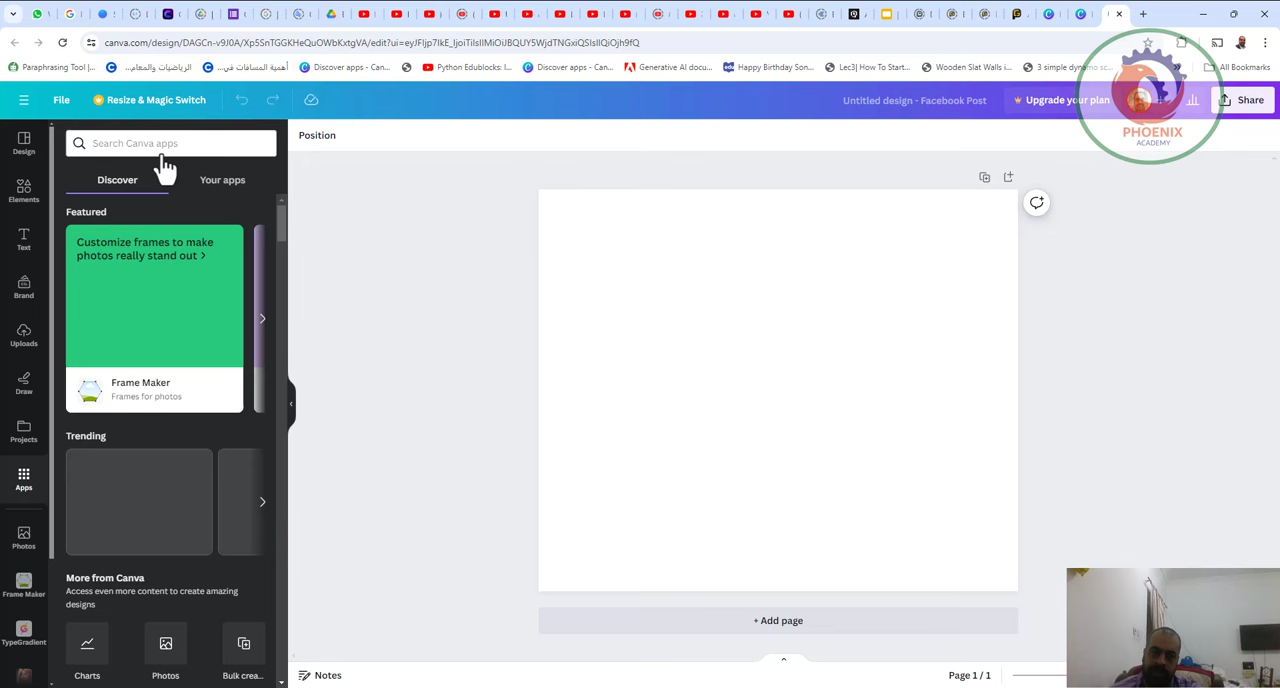 canva.com/design/DAGCn-v9J0A/Xp5SnTGGKHeQuOWbKxtgVA/edit?ui=eyJFIjp7IkE_IjoiTiIsIlMiOiJBQUY5WjdTNGxiQSIsIlQiOjh9fQ
Paraphrasing Tool |...
الرياضيات والمعام...
أهمية المسافات في...
Discover apps - Can...
Python Edublocks: I...
Discover apps - Can...
Generative AI docu...
Happy Birthday Son...
Lec3| How To Start...
Wooden Slat Walls i...
3 simple dynamo sc...
All Bookmarks
File
Resize & Magic Switch
Untitled design - Facebook Post
Upgrade your plan
Share
PHOENIX
ACADEMY
Design
Elements
Text
Brand
Uploads
Draw
Projects
Apps
Photos
Frame Maker
TypeGradient
Search Canva apps
Discover
Your apps
Featured
Customize frames to make
photos really stand out >
Frame Maker
Frames for photos
Trending
More from Canva
Access even more content to create amazing
designs
Charts
Photos
Bulk crea...
Position
+ Add page
Notes
Page 1 / 1